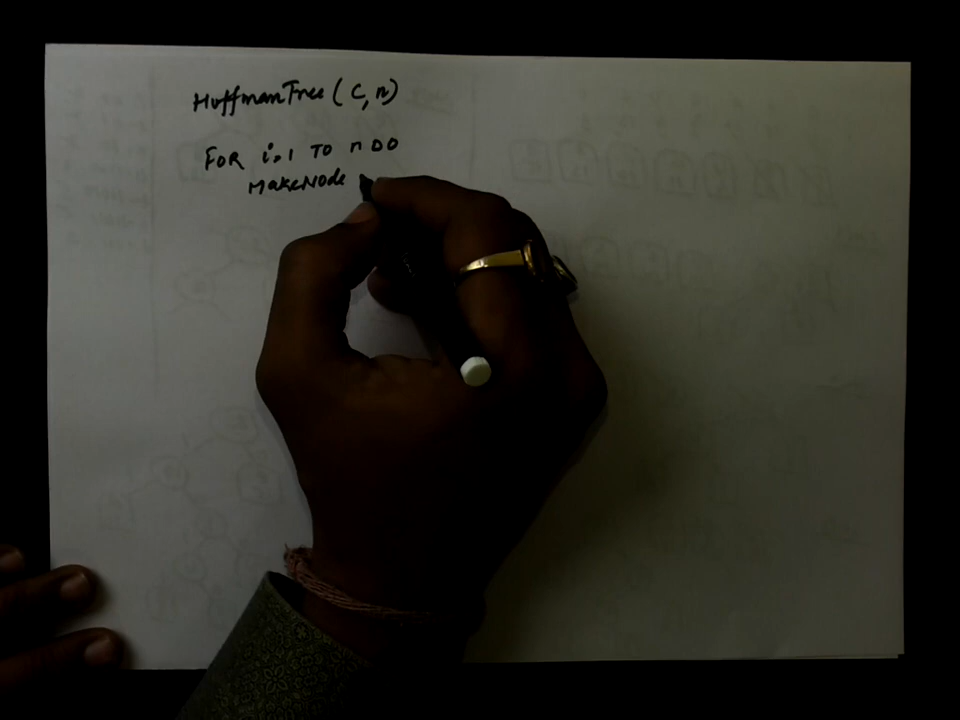 HuffmanTree (C, n)
FOR i=1 TO n DO
MakeNode